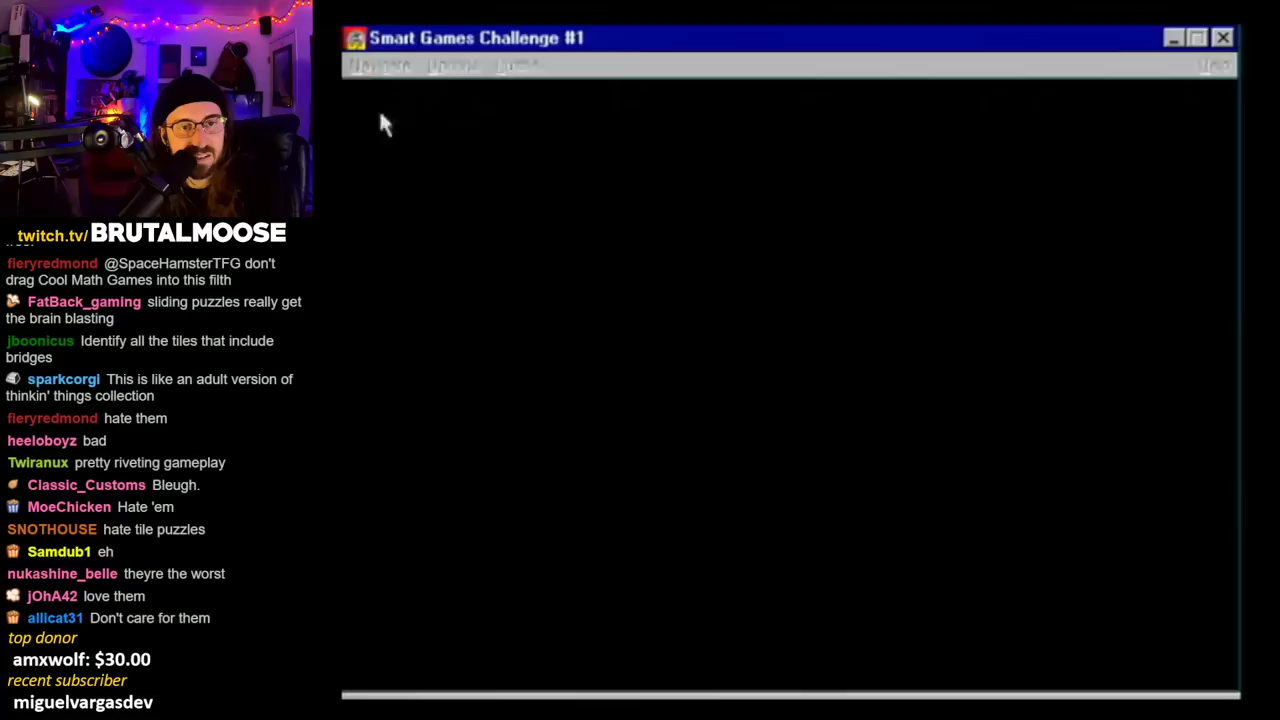 Smart Games Challenge #1
Navigate Options Puzzle Help
twitch.tv/BRUTALMOOSE
fieryredmond @SpaceHamsterTFG don't
drag Cool Math Games into this filth
FatBack_gaming sliding puzzles really get
the brain blasting
jboonicus Identify all the tiles that include
bridges
sparkcorgi This is like an adult version of
thinkin' things collection
fieryredmond hate them
heeloboyz bad
Twiranux pretty riveting gameplay
Classic_Customs Bleugh.
MoeChicken Hate 'em
SNOTHOUSE hate tile puzzles
Samdub1 eh
nukashine_belle theyre the worst
jOhA42 love them
allicat31 Don't care for them
top donor
amxwolf: $30.00
recent subscriber
miguelvargasdev